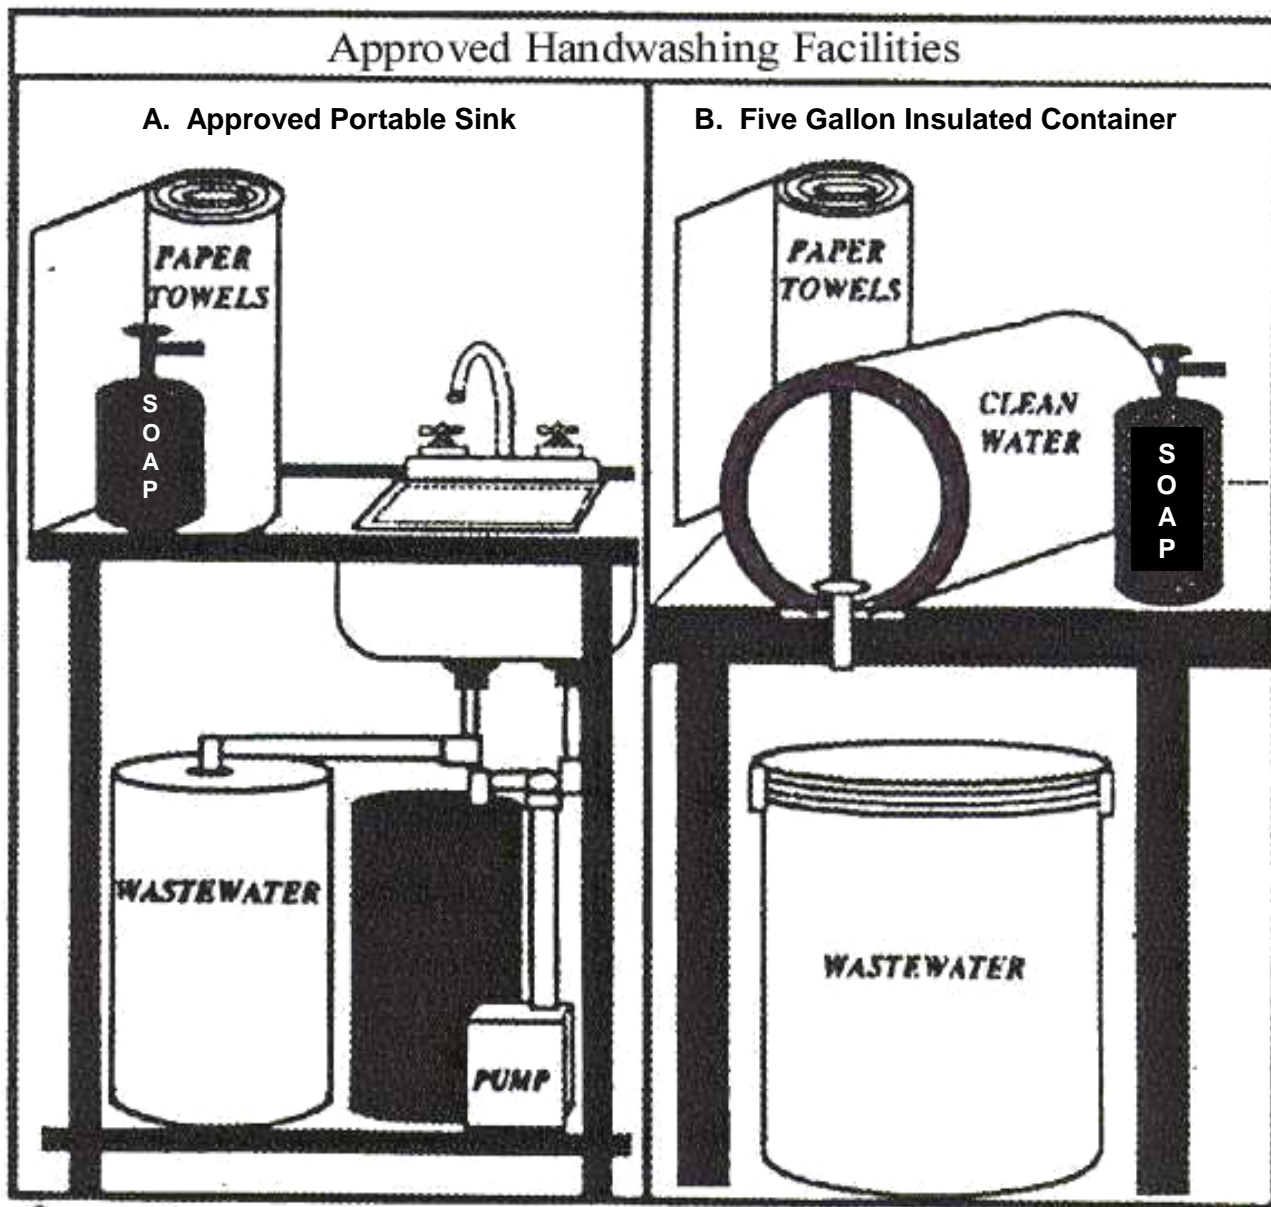 Approved Handwashing Facilities
A. Approved Portable Sink
PAPER
TOWELS
S
O
A
P
WASTEWATER
PUMP
B. Five Gallon Insulated Container
PAPER
TOWELS
CLEAN
WATER
S
O
A
P
WASTEWATER